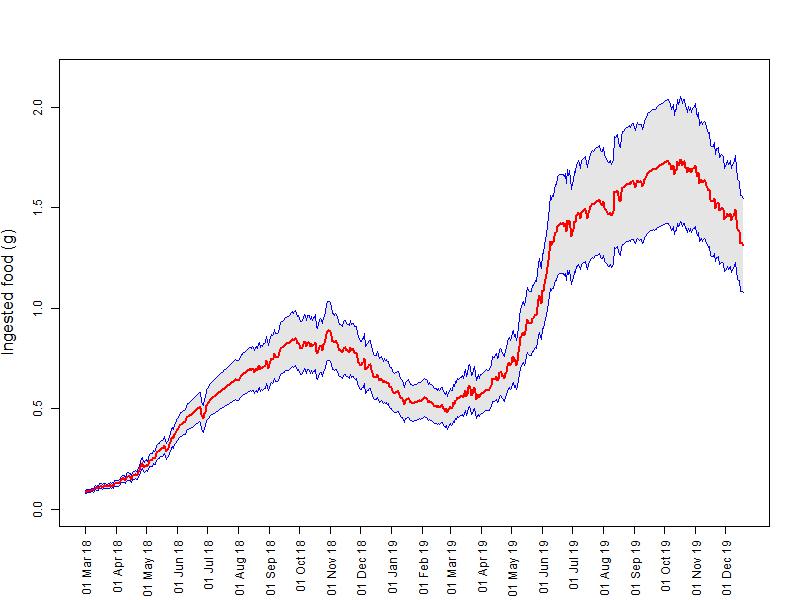 Ingested food (g)
2.0
1.5
1.0
0.5
0.0
01 Mar 18
01 Apr 18
01 May 18
01 Jun 18
01 Jul 18
01 Aug 18
01 Sep 18
01 Oct 18
01 Nov 18
01 Dec 18
01 Jan 19
01 Feb 19
01 Mar 19
01 Apr 19
01 May 19
01 Jun 19
01 Jul 19
01 Aug 19
01 Sep 19
01 Oct 19
01 Nov 19
01 Dec 19